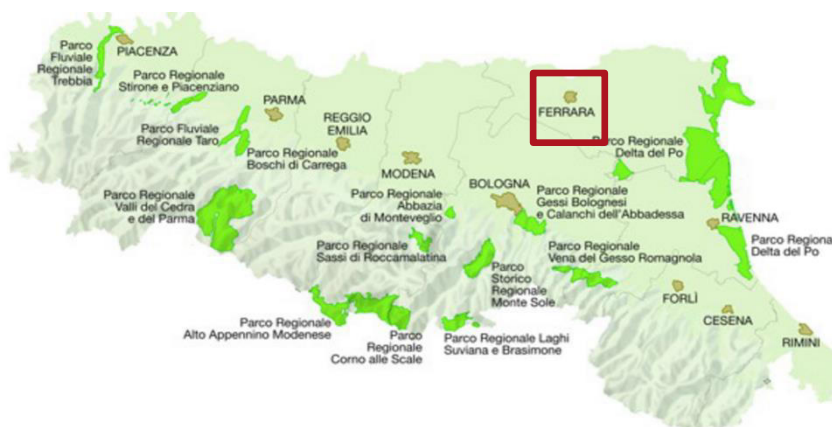 Parco
Fluviale
Regionale
Trebbia
PIACENZA
Parco Regionale
Stirone e Piacenziano
PARMA
REGGIO
EMILIA
Parco Fluviale
Regionale Taro
Parco Regionale
Boschi di Carrega
MODENA
FERRARA
Parco Regionale
Delta del Po
BOLOGNA
Parco Regionale
Valli del Cedra
e del Parma
Parco Regionale
Abbazia
di Monteveglio
Parco Regionale
Gessi Bolognesi
e Calanchi dell'Abbadessa
RAVENNA
Parco Regiona
Delta del Po
Parco Regionale
Sassi di Roccamalatina
Parco
Storico
Regionale
Monte Sole
Parco Regionale
Vena del Gesso Romagnola
FORLÌ
CESENA
RIMINI
Parco Regionale
Alto Appennino Modenese
Parco
Regionale
Corno alle Scale
Parco Regionale Laghi
Suviana e Brasimone